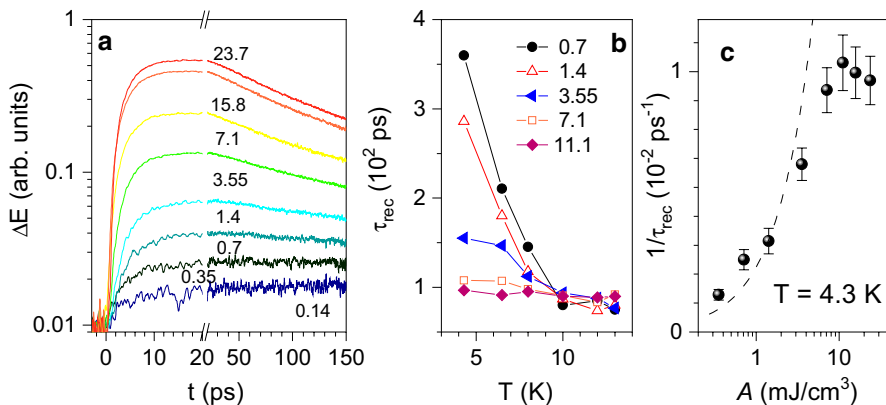 a
ΔE (arb. units)
1
0.1
0.01
23.7
15.8
7.1
3.55
1.4
0.7
0.35
0.14
0 10 20 50 100 150
t (ps)
b
τrec (10² ps)
4
3
2
1
0.7
1.4
3.55
7.1
11.1
5 10
T (K)
c
1/τrec (10⁻² ps⁻¹)
1
0
T = 4.3 K
1 10
A (mJ/cm³)